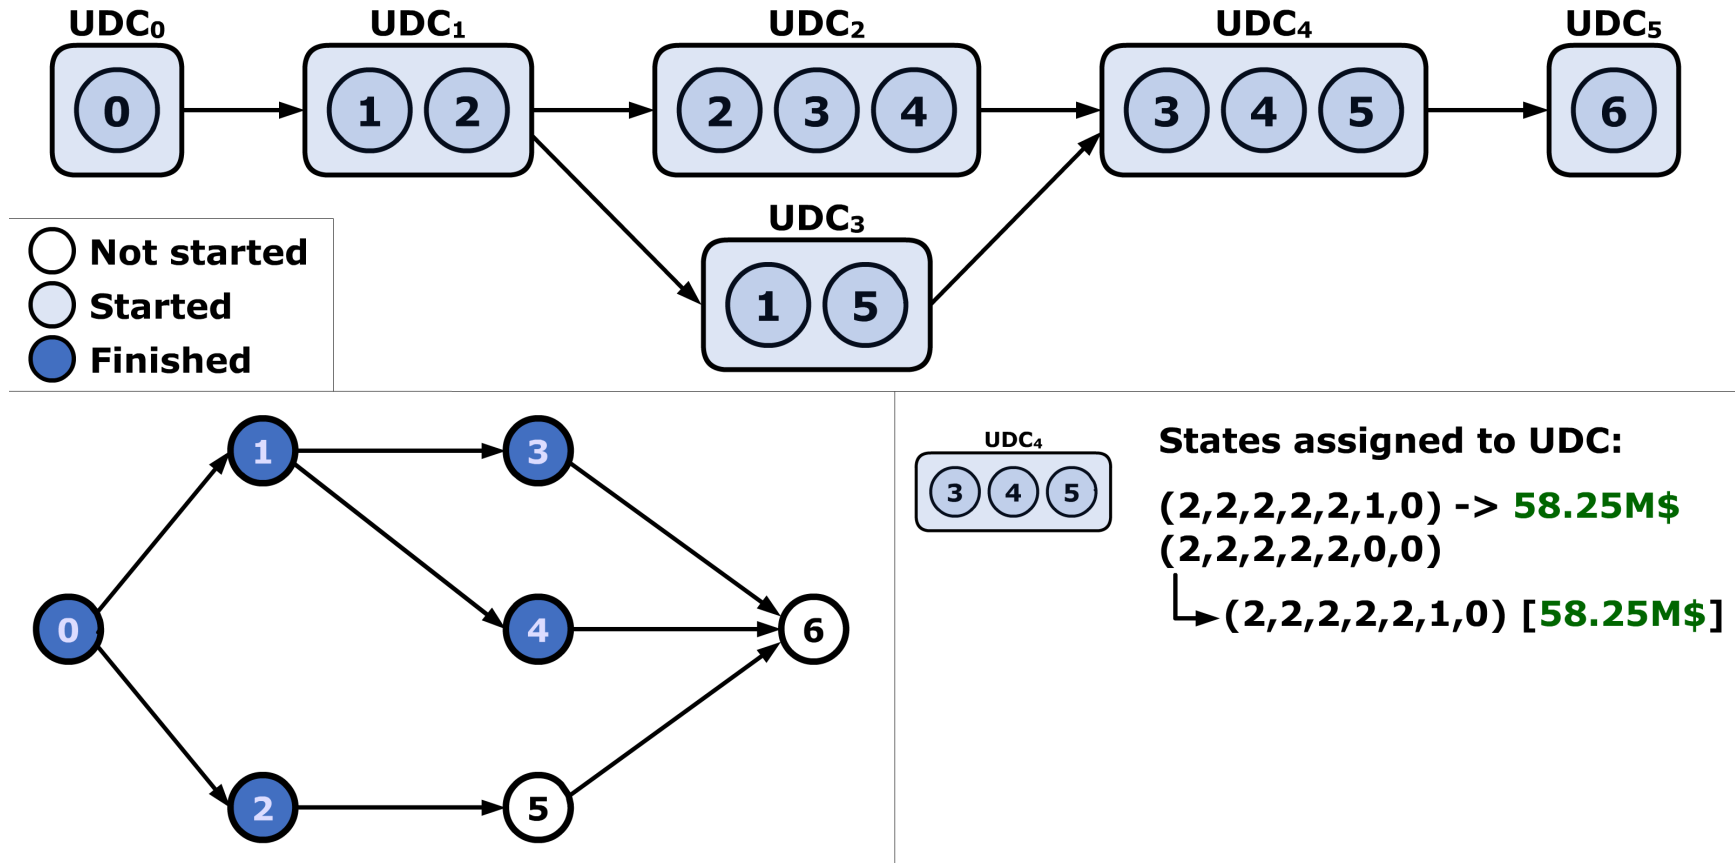 UDC₀ UDC₁ UDC₂ UDC₄ UDC₅
0 1 2 2 3 4 3 4 5 6
UDC₃
1 5
Not started
Started
Finished
1 3
0 4 6
2 5
UDC₄
3 4 5
States assigned to UDC:
(2,2,2,2,2,1,0) -> 58.25M$
(2,2,2,2,2,0,0)
(2,2,2,2,2,1,0) [58.25M$]